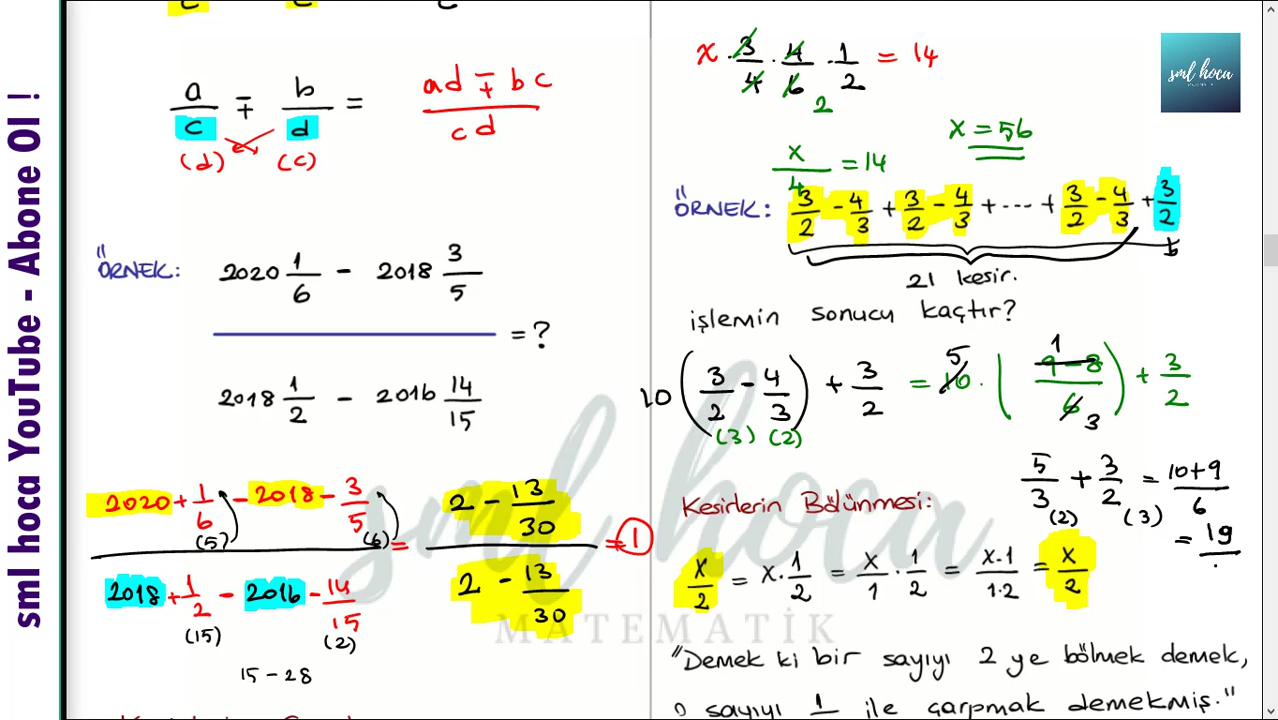 sml hoca YouTube - Abone Ol !
a/c ∓ b/d = ad ∓ bc / cd
(d) (c)
ÖRNEK: 2020 1/6 - 2018 3/5
= ?
2018 1/2 - 2016 14/15
2020 + 1/6 - 2018 - 3/5
(5) (6)
2018 + 1/2 - 2016 - 14/15
(15) (2)
= 2 - 13/30
2 - 13/30
= 1
15 - 28
x · 3/4 · 4/6 · 1/2 = 14
2
x/4 = 14
x = 56
sml hoca
ÖRNEK: 3/2 - 4/3 + 3/2 - 4/3 + ... + 3/2 - 4/3 + 3/2
21 kesir.
işlemin sonucu kaçtır?
10 (3/2 - 4/3) + 3/2 = 10 · (9 - 8 / 6) + 3/2
(3) (2)
5 1 3
5/3 + 3/2 = 10+9 / 6
(2) (3)
= 19
Kesirlerin Bölünmesi:
x/2 = x · 1/2 = x/1 · 1/2 = x·1 / 1·2 = x/2
sml hoca
MATEMATİK
"Demek ki bir sayıyı 2 ye bölmek demek,
o sayıyı 1 ile çarpmak demekmiş."